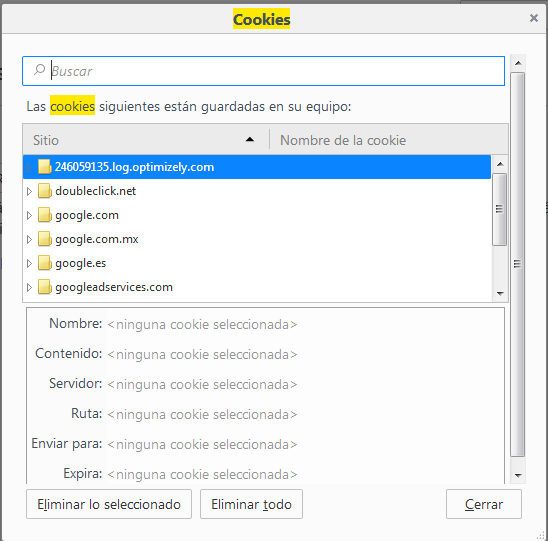 Cookies
Buscar
Las cookies siguientes están guardadas en su equipo:
Sitio Nombre de la cookie
246059135.log.optimizely.com
doubleclick.net
google.com
google.com.mx
google.es
googleadservices.com
Nombre: <ninguna cookie seleccionada>
Contenido: <ninguna cookie seleccionada>
Servidor: <ninguna cookie seleccionada>
Ruta: <ninguna cookie seleccionada>
Enviar para: <ninguna cookie seleccionada>
Expira: <ninguna cookie seleccionada>
Eliminar lo seleccionado Eliminar todo Cerrar